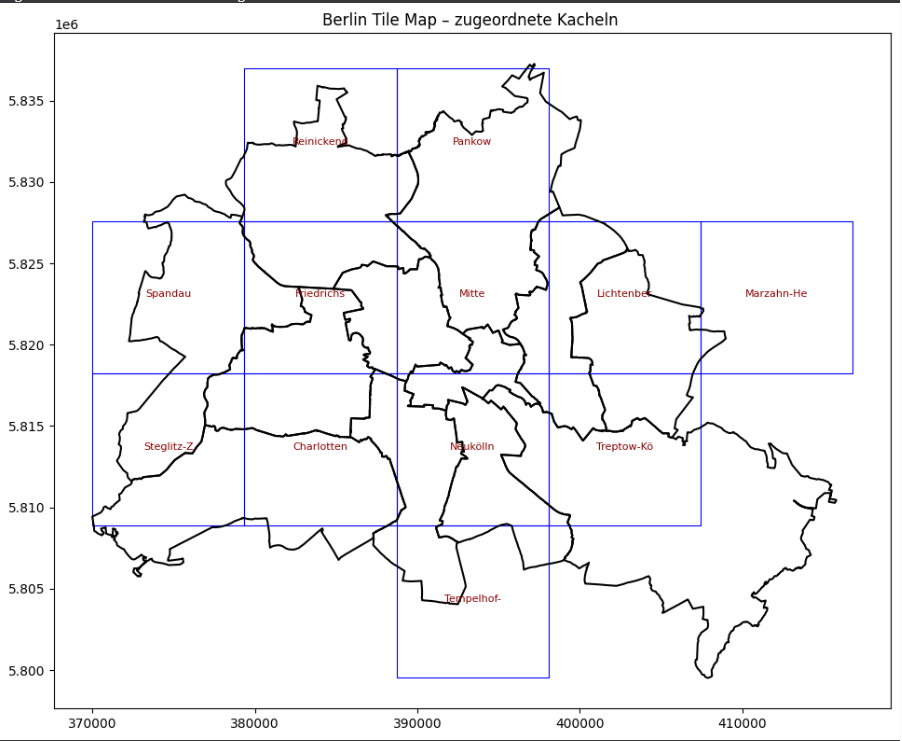 Berlin Tile Map – zugeordnete Kacheln
1e6
5.835
5.830
5.825
5.820
5.815
5.810
5.805
5.800
Reinickend
Pankow
Spandau
Friedrichs
Mitte
Lichtenber
Marzahn-He
Steglitz-Z
Charlotten
Neukölln
Treptow-Kö
Tempelhof-
370000
380000
390000
400000
410000